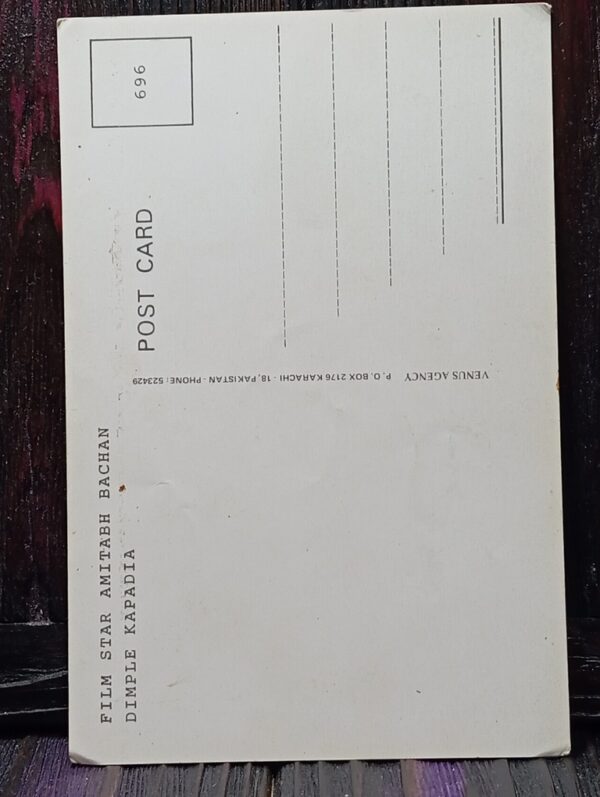 FILM STAR AMITABH BACHAN
DIMPLE KAPADIA
POST CARD
696
VENUS AGENCY P. O. BOX 2176 KARACHI - 18, PAKISTAN - PHONE: 523429